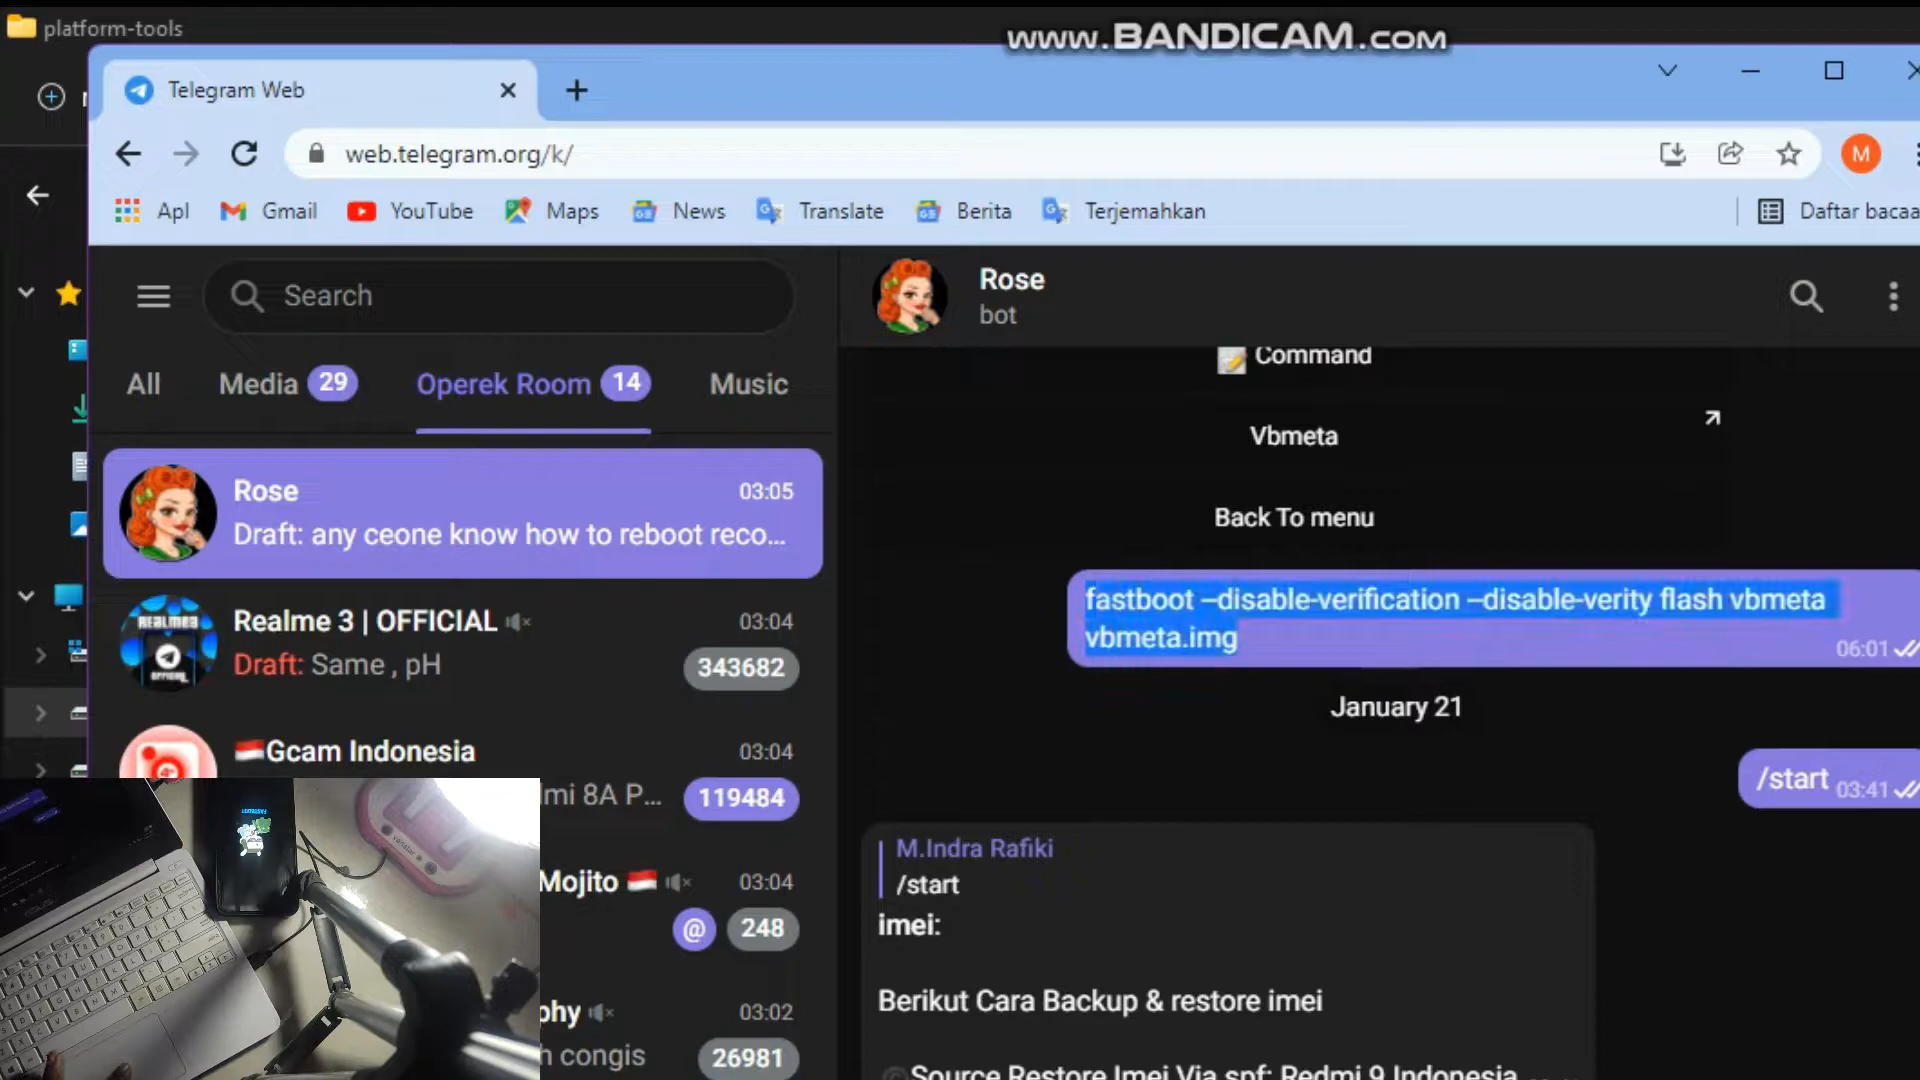 platform-tools
www.BANDICAM.com
Telegram Web
web.telegram.org/k/
M
Apl
Gmail
YouTube
Maps
News
Translate
Berita
Terjemahkan
Daftar bacaa
Search
Rose
bot
All
Media 29
Operek Room 14
Music
Rose 03:05
Draft: any ceone know how to reboot reco...
Realme 3 | OFFICIAL 03:04
Draft: Same , pH 343682
Gcam Indonesia 03:04
lmi 8A P... 119484
Mojito 03:04
@ 248
phy 03:02
h congis 26981
Command
Vbmeta
Back To menu
fastboot –disable-verification –disable-verity flash vbmeta
vbmeta.img 06:01
January 21
/start 03:41
M.Indra Rafiki
/start
imei:
Berikut Cara Backup & restore imei
Source Restore Imei Via spf: Redmi 9 Indonesia
REALME3
OFFICIAL
FASTBOOT
ASUS